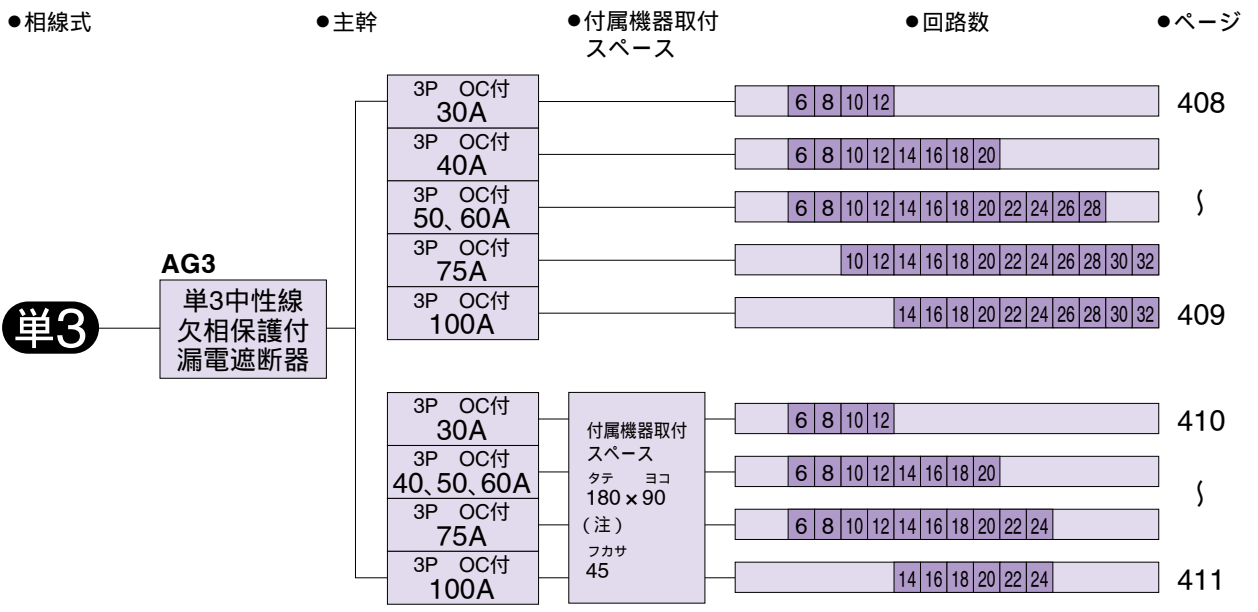 ●相線式 ●主幹 ●付属機器取付 ●回路数 ●ページ
スペース
3P OC付
30A
6 8 10 12
408
3P OC付
40A
6 8 10 12 14 16 18 20
3P OC付
50、60A
6 8 10 12 14 16 18 20 22 24 26 28
〜
3P OC付
75A
10 12 14 16 18 20 22 24 26 28 30 32
3P OC付
100A
14 16 18 20 22 24 26 28 30 32
409
単3
AG3
単3中性線
欠相保護付
漏電遮断器
3P OC付
30A
6 8 10 12
410
3P OC付
40、50、60A
6 8 10 12 14 16 18 20
〜
3P OC付
75A
6 8 10 12 14 16 18 20 22 24
3P OC付
100A
14 16 18 20 22 24
411
付属機器取付
スペース
タテ ヨコ
180×90
(注)
フカサ
45